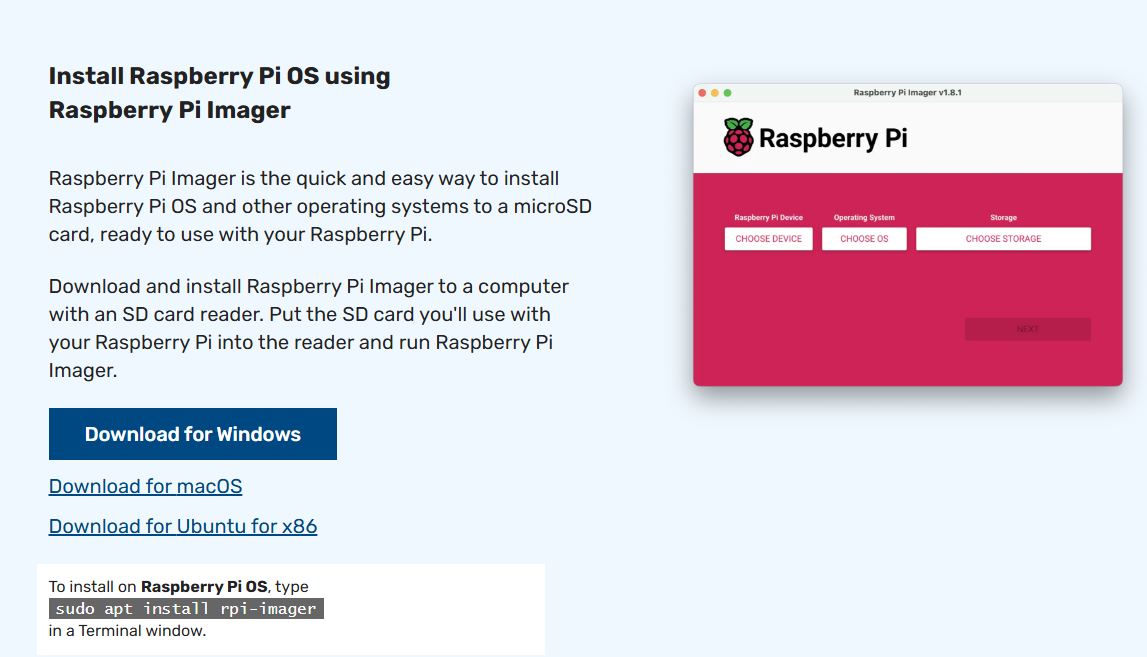 Install Raspberry Pi OS using
Raspberry Pi Imager
Raspberry Pi Imager is the quick and easy way to install
Raspberry Pi OS and other operating systems to a microSD
card, ready to use with your Raspberry Pi.
Download and install Raspberry Pi Imager to a computer
with an SD card reader. Put the SD card you'll use with
your Raspberry Pi into the reader and run Raspberry Pi
Imager.
Download for Windows
Download for macOS
Download for Ubuntu for x86
To install on Raspberry Pi OS, type
sudo apt install rpi-imager
in a Terminal window.
Raspberry Pi Imager v1.8.1
Raspberry Pi
Raspberry Pi Device Operating System Storage
CHOOSE DEVICE CHOOSE OS CHOOSE STORAGE
NEXT